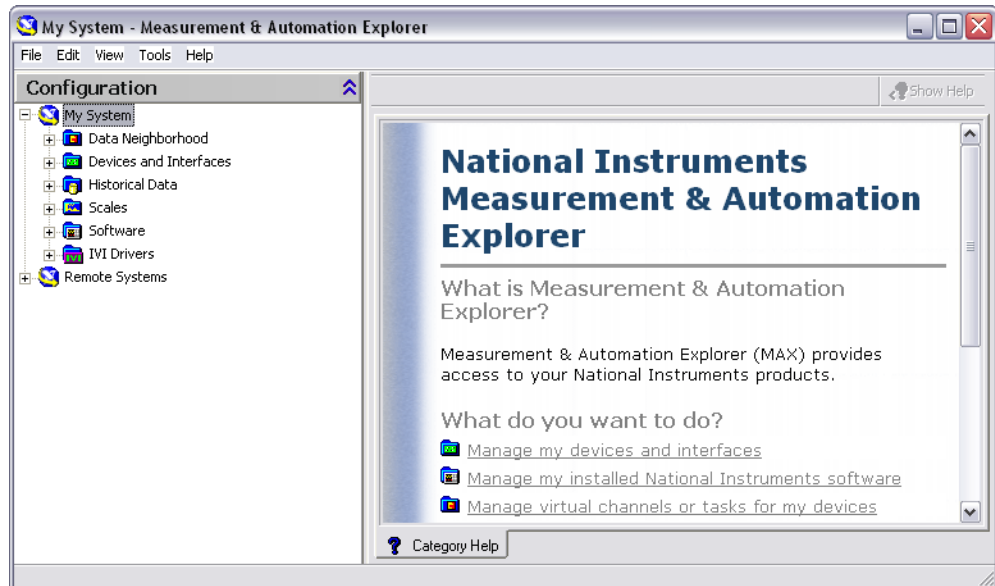 My System - Measurement & Automation Explorer
File Edit View Tools Help
Configuration
Show Help
My System
Data Neighborhood
Devices and Interfaces
Historical Data
Scales
Software
IVI Drivers
Remote Systems
National Instruments
Measurement & Automation
Explorer
What is Measurement & Automation
Explorer?
Measurement & Automation Explorer (MAX) provides
access to your National Instruments products.
What do you want to do?
Manage my devices and interfaces
Manage my installed National Instruments software
Manage virtual channels or tasks for my devices
Category Help